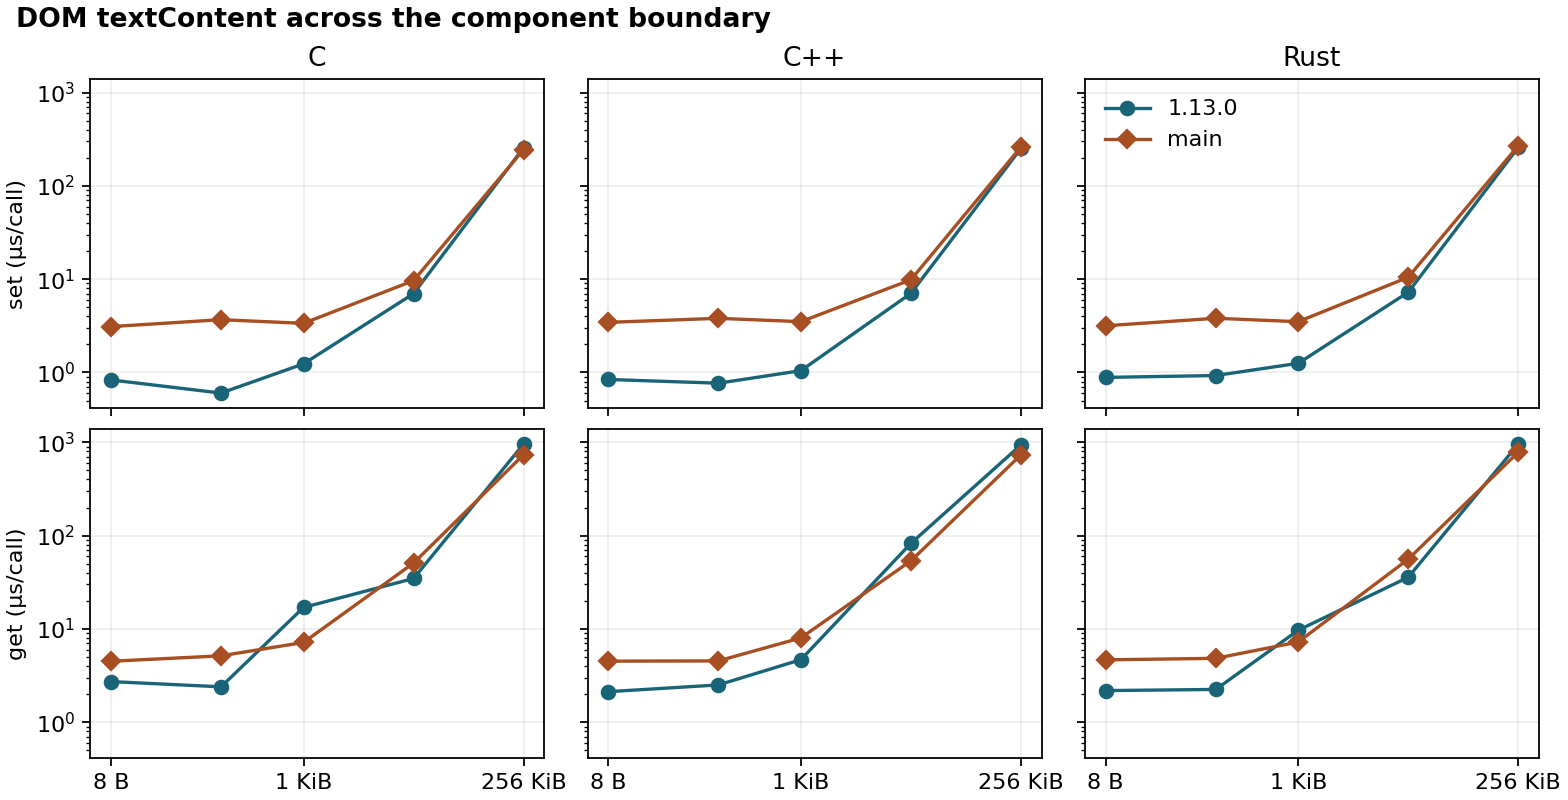 DOM textContent across the component boundary
C
C++
Rust
10³
10²
10¹
10⁰
set (µs/call)
1.13.0
main
10³
10²
10¹
10⁰
get (µs/call)
8 B
1 KiB
256 KiB
8 B
1 KiB
256 KiB
8 B
1 KiB
256 KiB